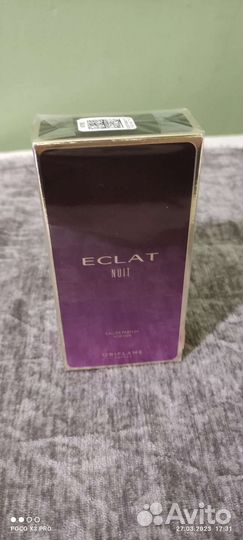 ECLAT
NUIT
EAU DE PARFUM
ORIFLAME
POCO X3 PRO
27.03.2023 17:31
Avito